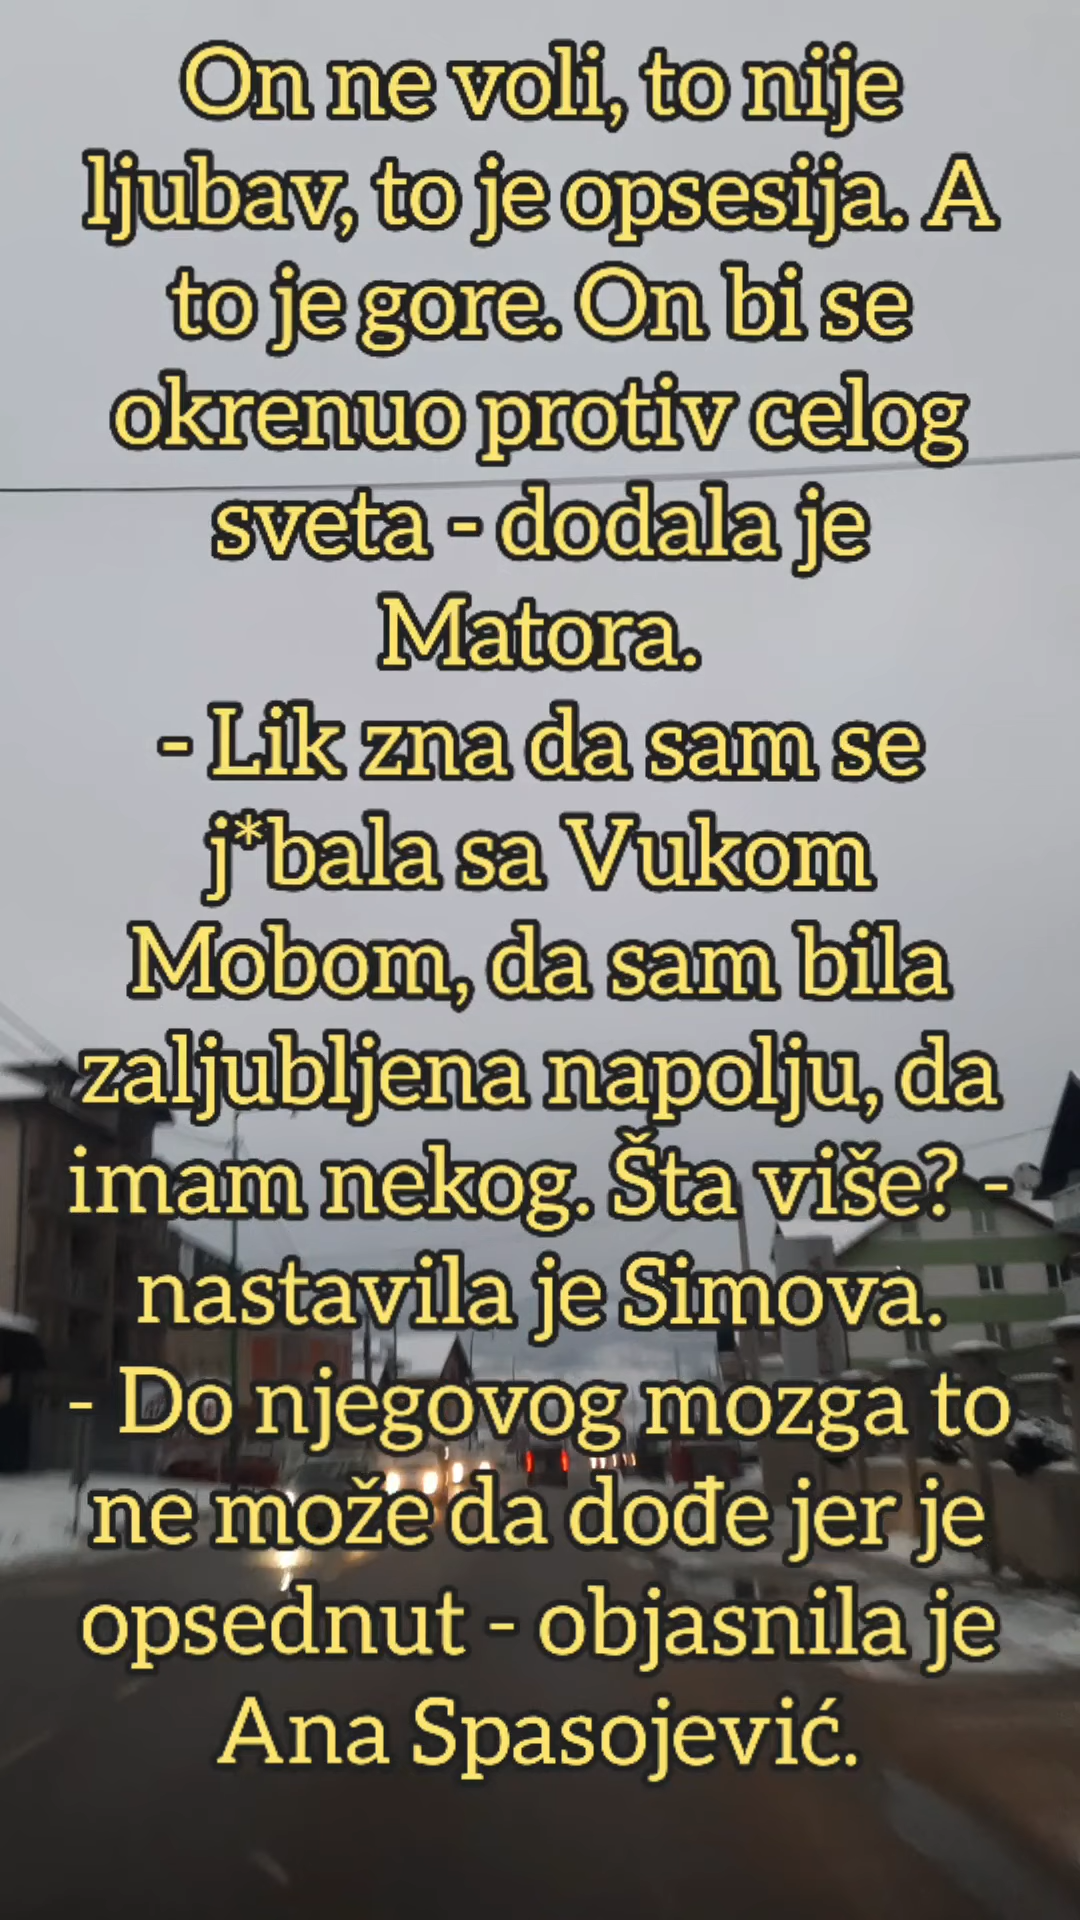 On ne voli, to nije
ljubav, to je opsesija. A
to je gore. On bi se
okrenuo protiv celog
sveta - dodala je
Matora.
- Lik zna da sam se
j*bala sa Vukom
Mobom, da sam bila
zaljubljena napolju, da
imam nekog. Šta više? -
nastavila je Simova.
- Do njegovog mozga to
ne može da dođe jer je
opsednut - objasnila je
Ana Spasojević.